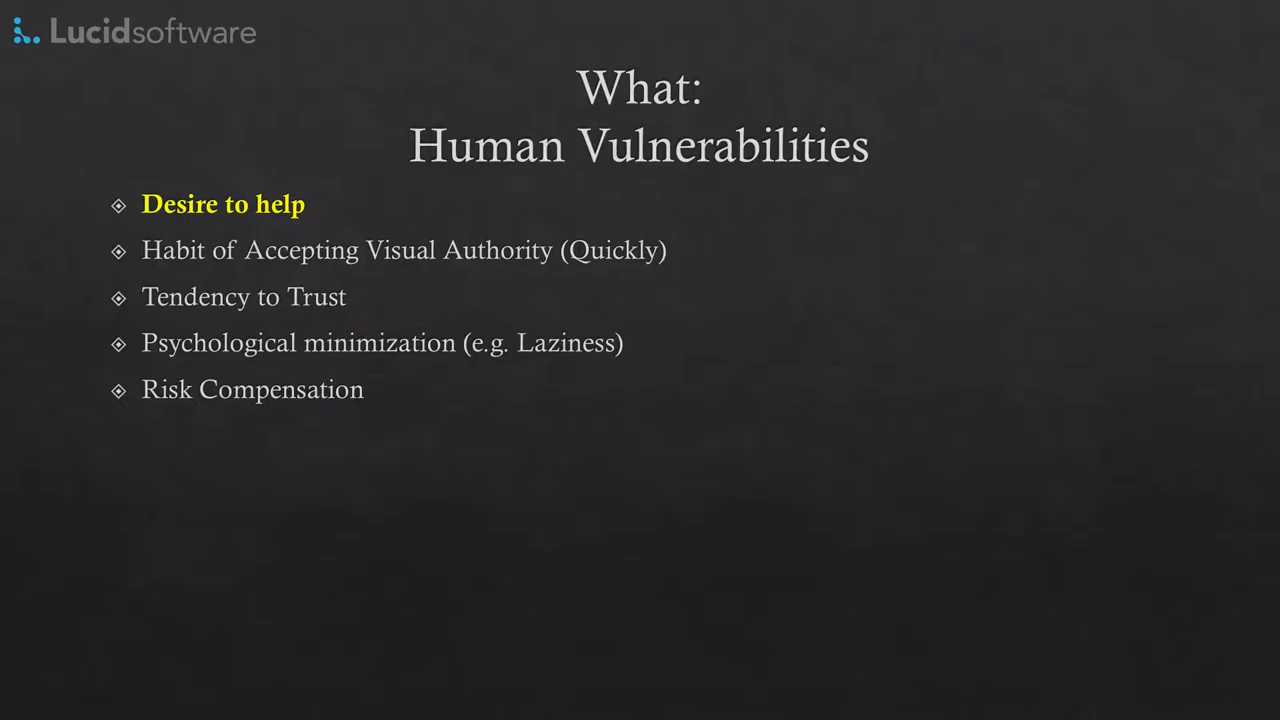 Lucidsoftware
What:
Human Vulnerabilities
Desire to help
Habit of Accepting Visual Authority (Quickly)
Tendency to Trust
Psychological minimization (e.g. Laziness)
Risk Compensation